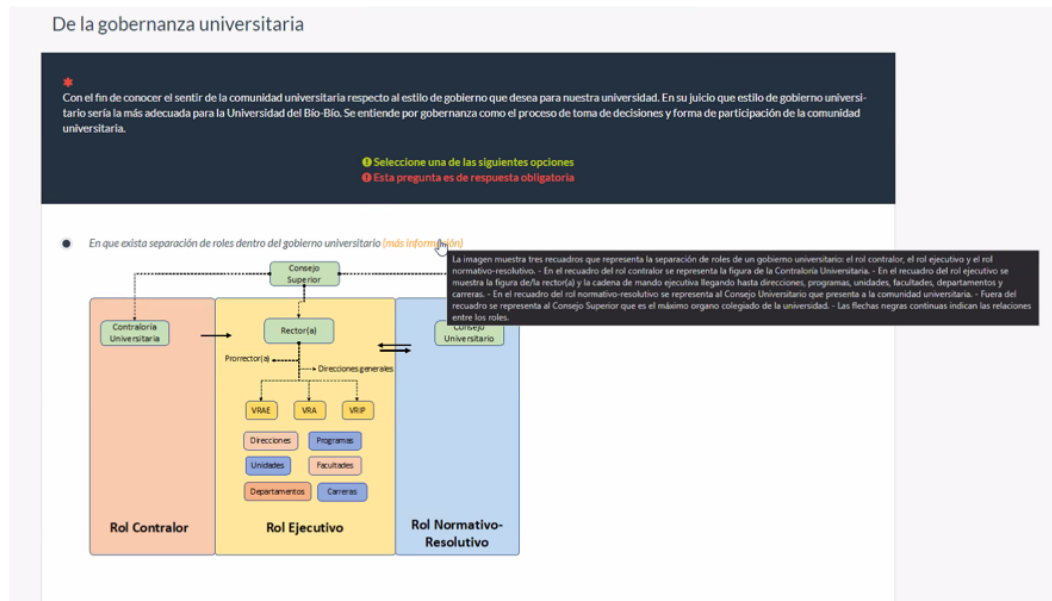 De la gobernanza universitaria
*
Con el fin de conocer el sentir de la comunidad universitaria respecto al estilo de gobierno que desea para nuestra universidad. En su juicio que estilo de gobierno universi-
tario sería la más adecuada para la Universidad del Bío-Bío. Se entiende por gobernanza como el proceso de toma de decisiones y forma de participación de la comunidad
universitaria.
Seleccione una de las siguientes opciones
Esta pregunta es de respuesta obligatoria
En que exista separación de roles dentro del gobierno universitario (más información)
La imagen muestra tres recuadros que representa la separación de roles de un gobierno universitario: el rol contralor, el rol ejecutivo y el rol
normativo-resolutivo. - En el recuadro del rol contralor se representa la figura de la Contraloría Universitaria. - En el recuadro del rol ejecutivo se
muestra la figura de/la rector(a) y la cadena de mando ejecutiva llegando hasta direcciones, programas, unidades, facultades, departamentos y
carreras. - En el recuadro del rol normativo-resolutivo se representa al Consejo Universitario que presenta a la comunidad universitaria. - Fuera del
recuadro se representa al Consejo Superior que es el máximo organo colegiado de la universidad. - Las flechas negras continuas indican las relaciones
entre los roles.
Consejo
Superior
Contraloría
Universitaria
Rector(a)
Consejo
Universitario
Prorrector(a)
Direcciones generales
VRAE
VRA
VRIP
Direcciones
Programas
Unidades
Facultades
Departamentos
Carreras
Rol Contralor
Rol Ejecutivo
Rol Normativo-
Resolutivo